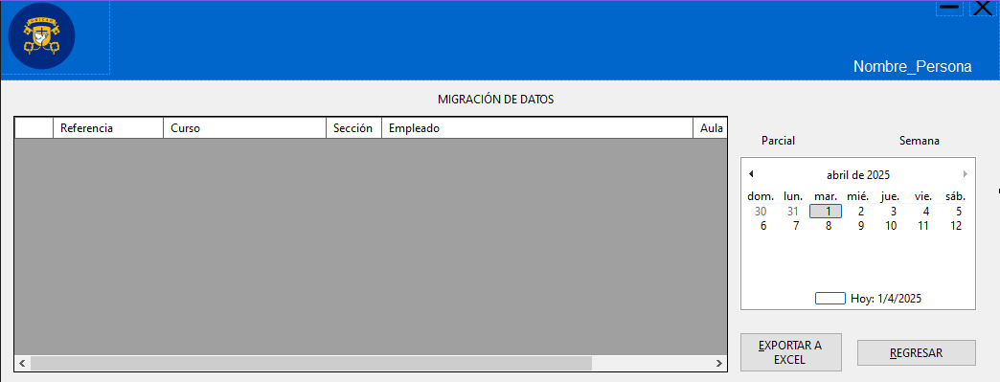 Nombre_Persona
MIGRACIÓN DE DATOS
Referencia Curso Sección Empleado Aula
Parcial Semana
abril de 2025
dom. lun. mar. mié. jue. vie. sáb.
30 31 1 2 3 4 5
6 7 8 9 10 11 12
Hoy: 1/4/2025
EXPORTAR A
EXCEL
REGRESAR